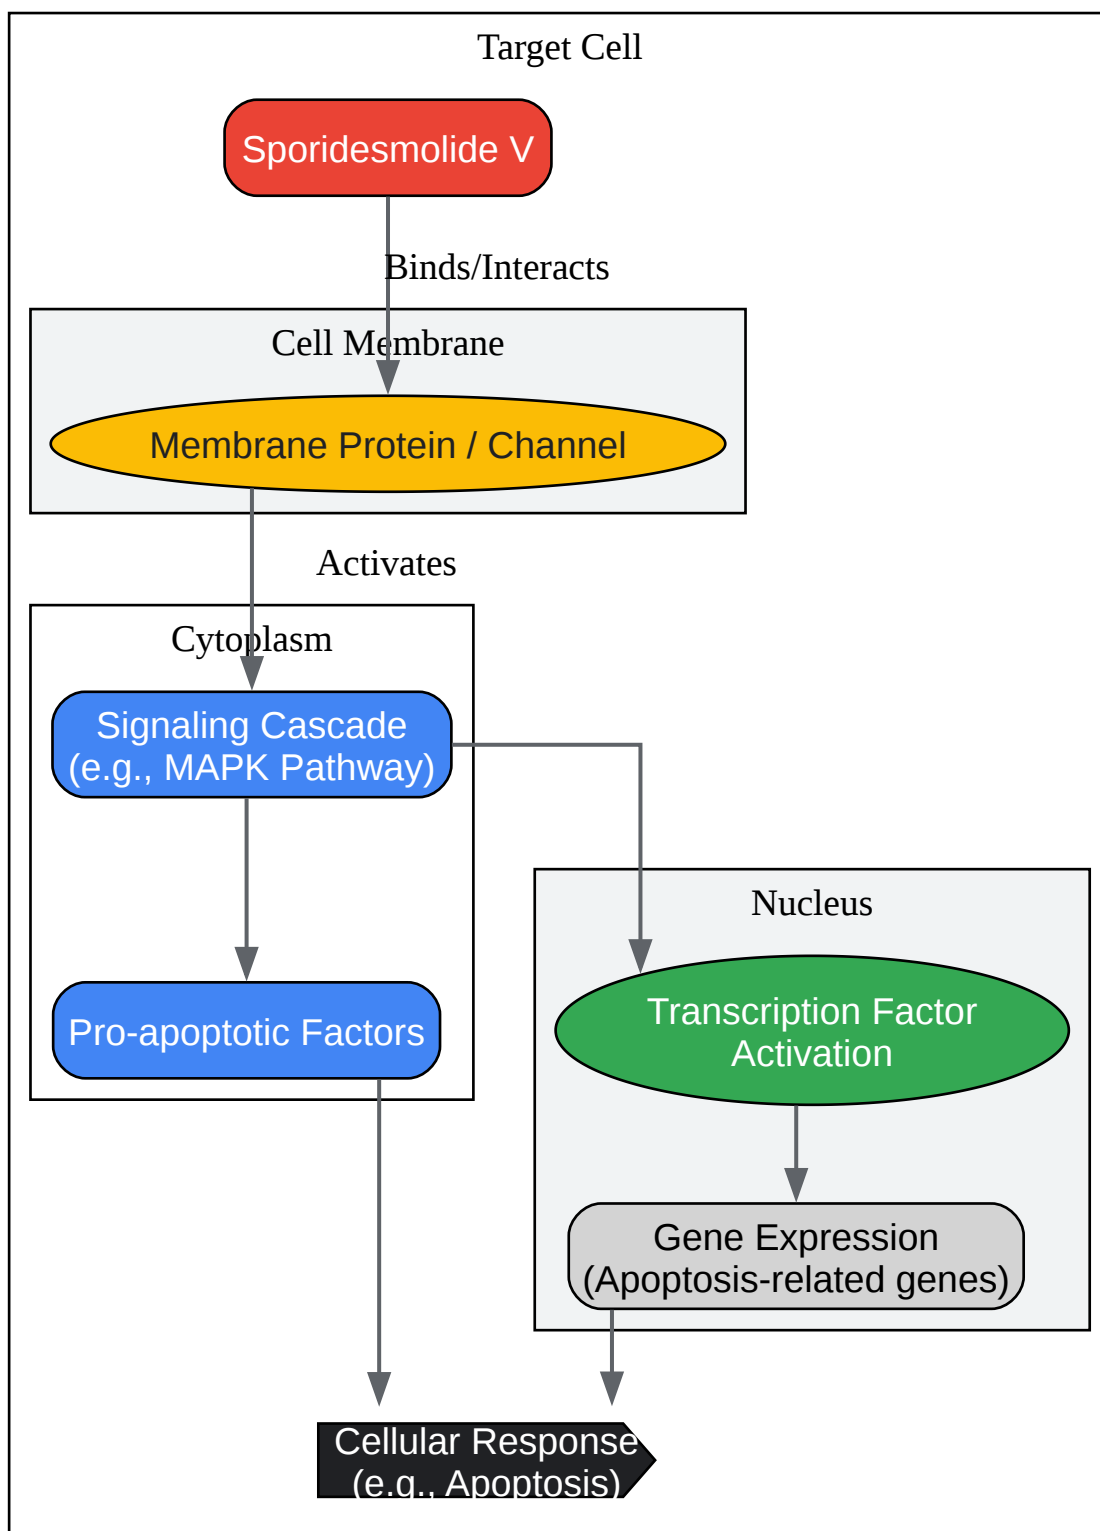 Target Cell
Sporidesmolide V
Binds/Interacts
Cell Membrane
Membrane Protein / Channel
Activates
Cytoplasm
Signaling Cascade
(e.g., MAPK Pathway)
Nucleus
Transcription Factor
Activation
Pro-apoptotic Factors
Gene Expression
(Apoptosis-related genes)
Cellular Response
(e.g., Apoptosis)